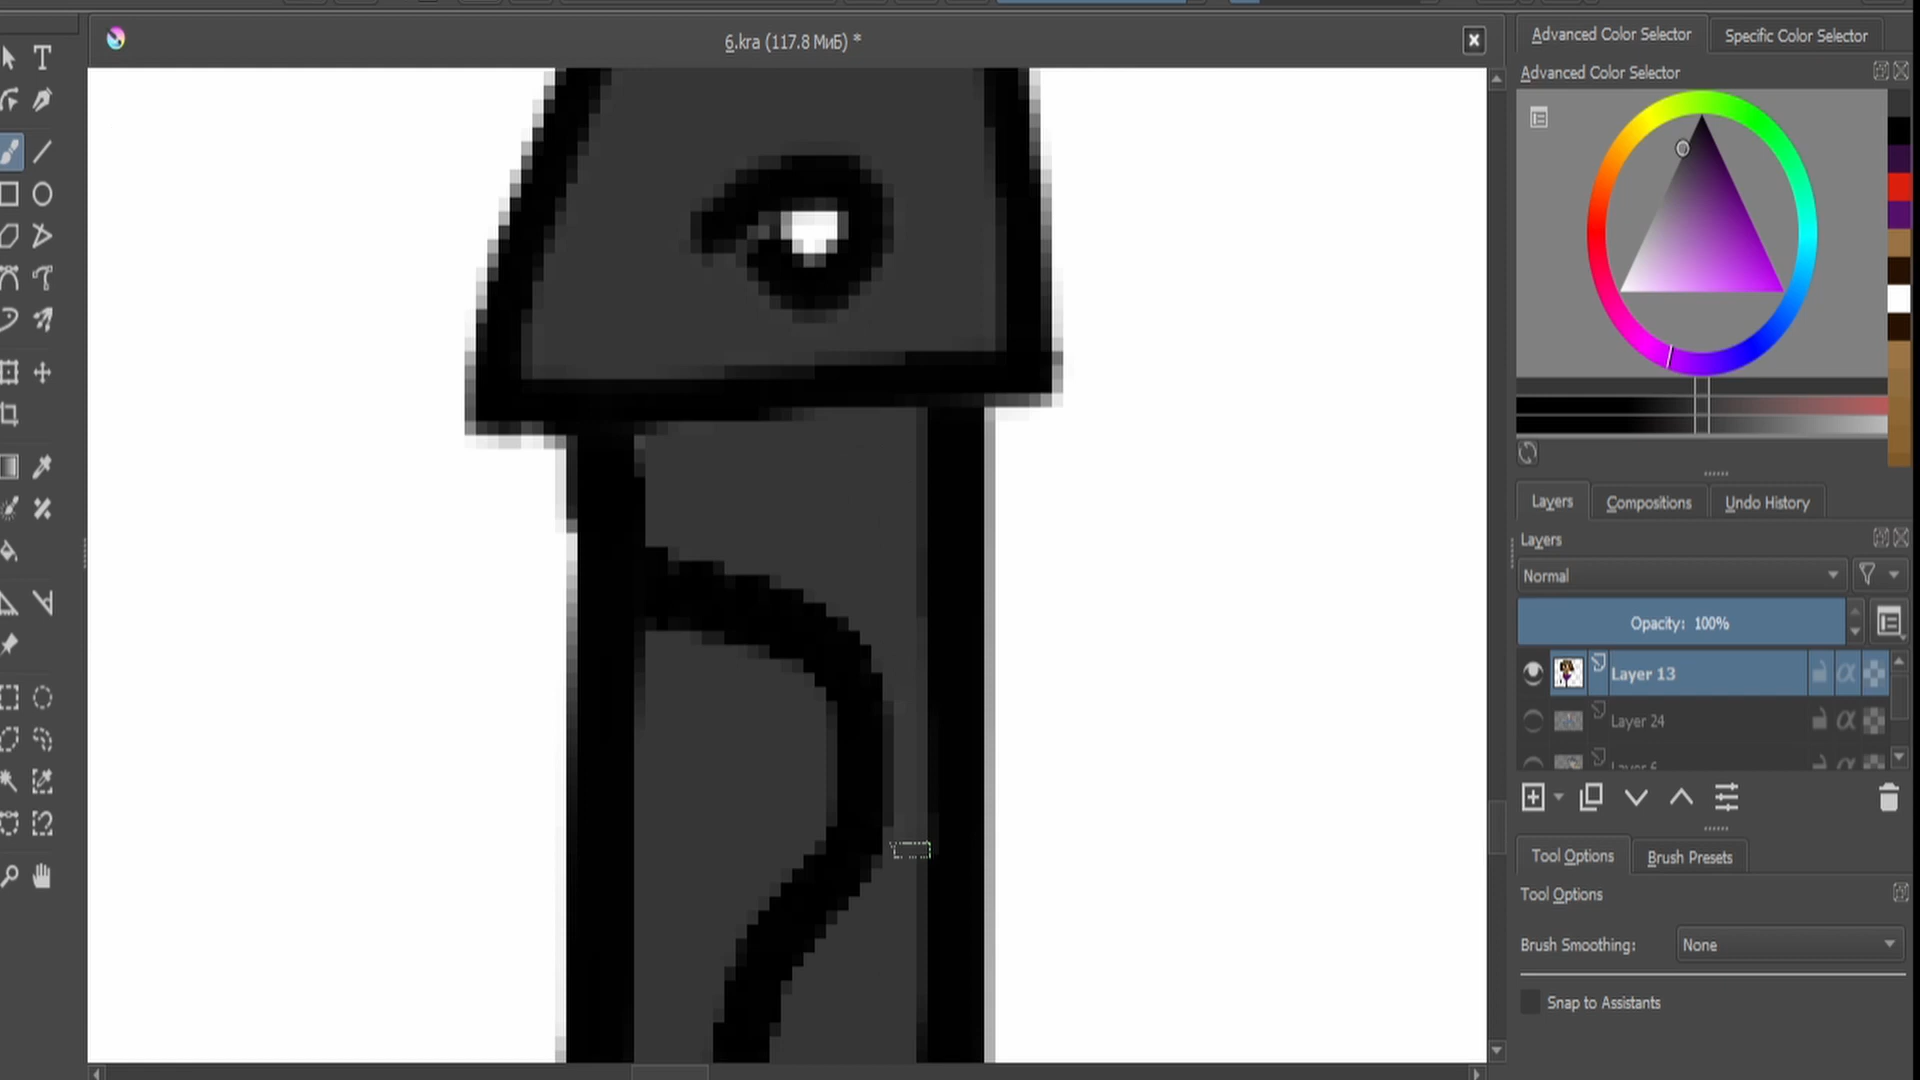 6.kra (117.8 МиБ) *
Advanced Color Selector
Specific Color Selector
Advanced Color Selector
Layers
Compositions
Undo History
Layers
Normal
Opacity: 100%
Layer 13
Layer 24
Layer 6
Tool Options
Brush Presets
Tool Options
Brush Smoothing:
None
Snap to Assistants